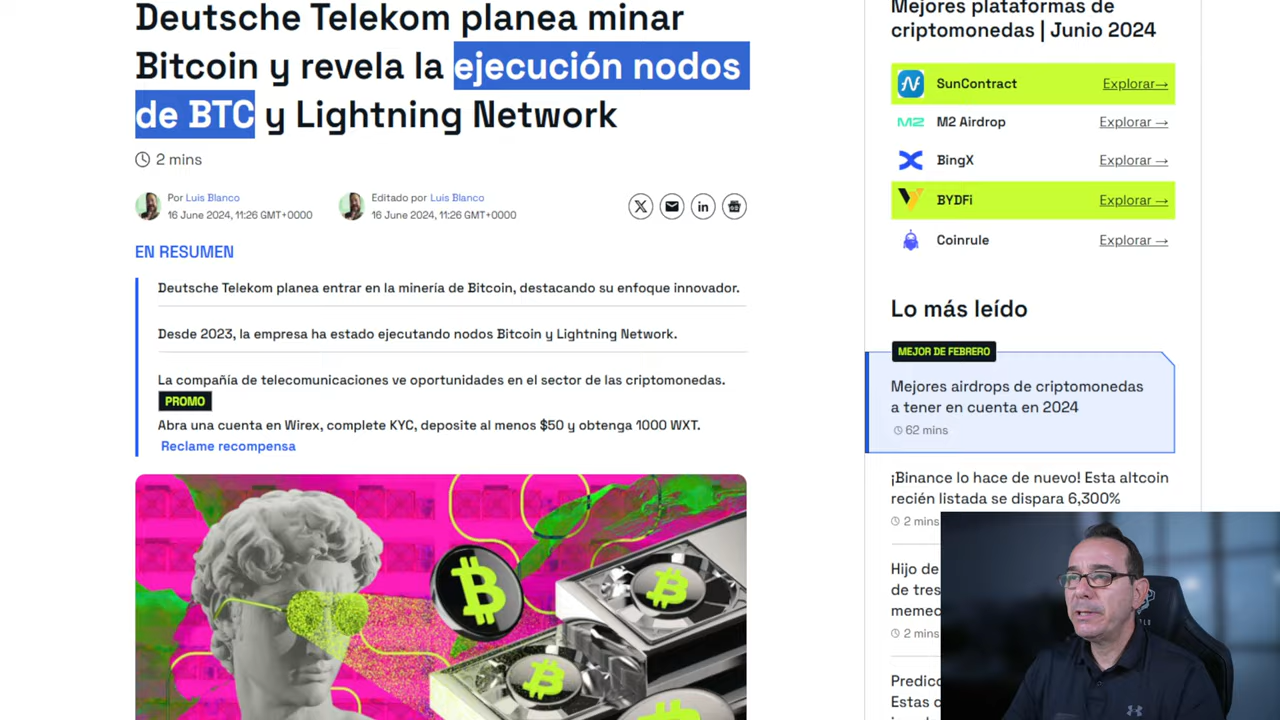 Deutsche Telekom planea minar
Bitcoin y revela la ejecución nodos
de BTC y Lightning Network
2 mins
Por Luis Blanco
16 June 2024, 11:26 GMT+0000
Editado por Luis Blanco
16 June 2024, 11:26 GMT+0000
EN RESUMEN
Deutsche Telekom planea entrar en la minería de Bitcoin, destacando su enfoque innovador.
Desde 2023, la empresa ha estado ejecutando nodos Bitcoin y Lightning Network.
La compañía de telecomunicaciones ve oportunidades en el sector de las criptomonedas.
PROMO
Abra una cuenta en Wirex, complete KYC, deposite al menos $50 y obtenga 1000 WXT.
Reclame recompensa
Mejores plataformas de
criptomonedas | Junio 2024
SunContract Explorar→
M2 M2 Airdrop Explorar →
BingX Explorar →
BYDFi Explorar →
Coinrule Explorar →
Lo más leído
MEJOR DE FEBRERO
Mejores airdrops de criptomonedas
a tener en cuenta en 2024
62 mins
¡Binance lo hace de nuevo! Esta altcoin
recién listada se dispara 6,300%
2 mins
Hijo de
de tres
memec
2 mins
Predicc
Estas c